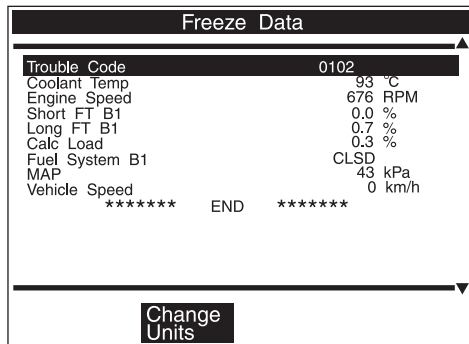 Freeze Data
Trouble Code 0102
Coolant Temp 93 °C
Engine Speed 676 RPM
Short FT B1 0.0 %
Long FT B1 0.7 %
Calc Load 0.3 %
Fuel System B1 CLSD
MAP 43 kPa
Vehicle Speed 0 km/h
******* END *******
Change
Units